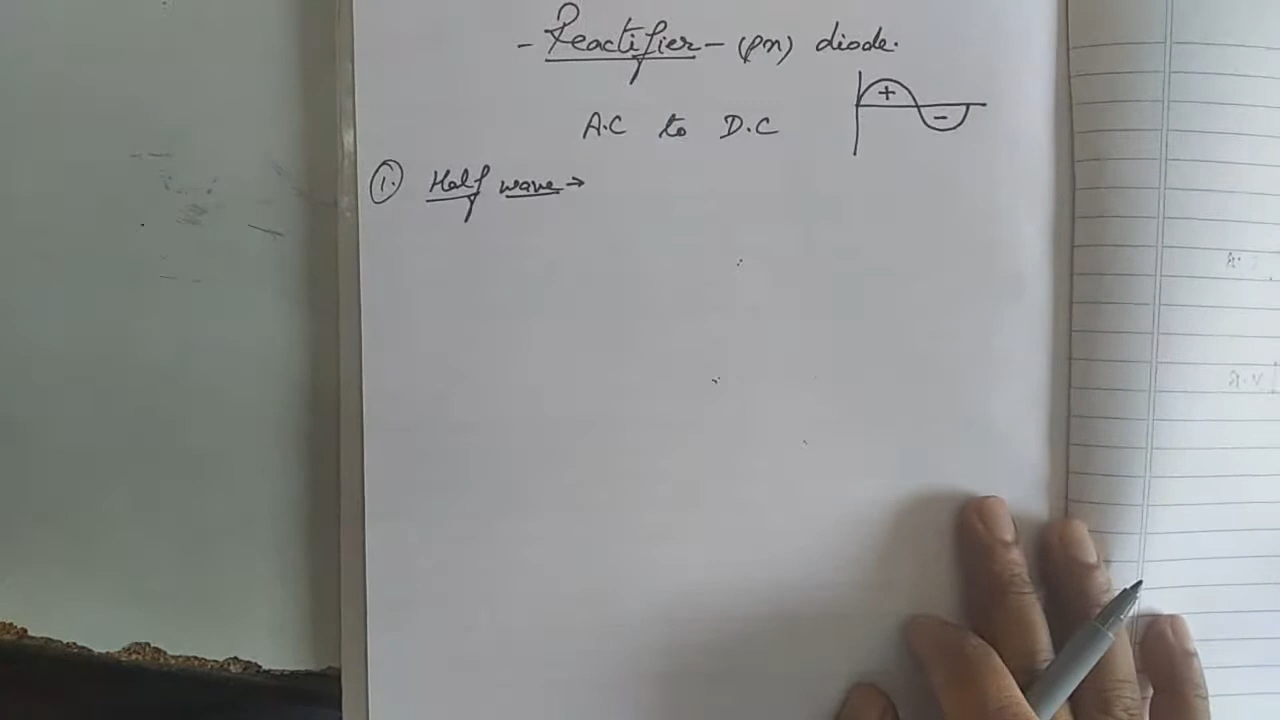 - Reactifier - (pn) diode.
+
-
A.C to D.C
1. Half wave →